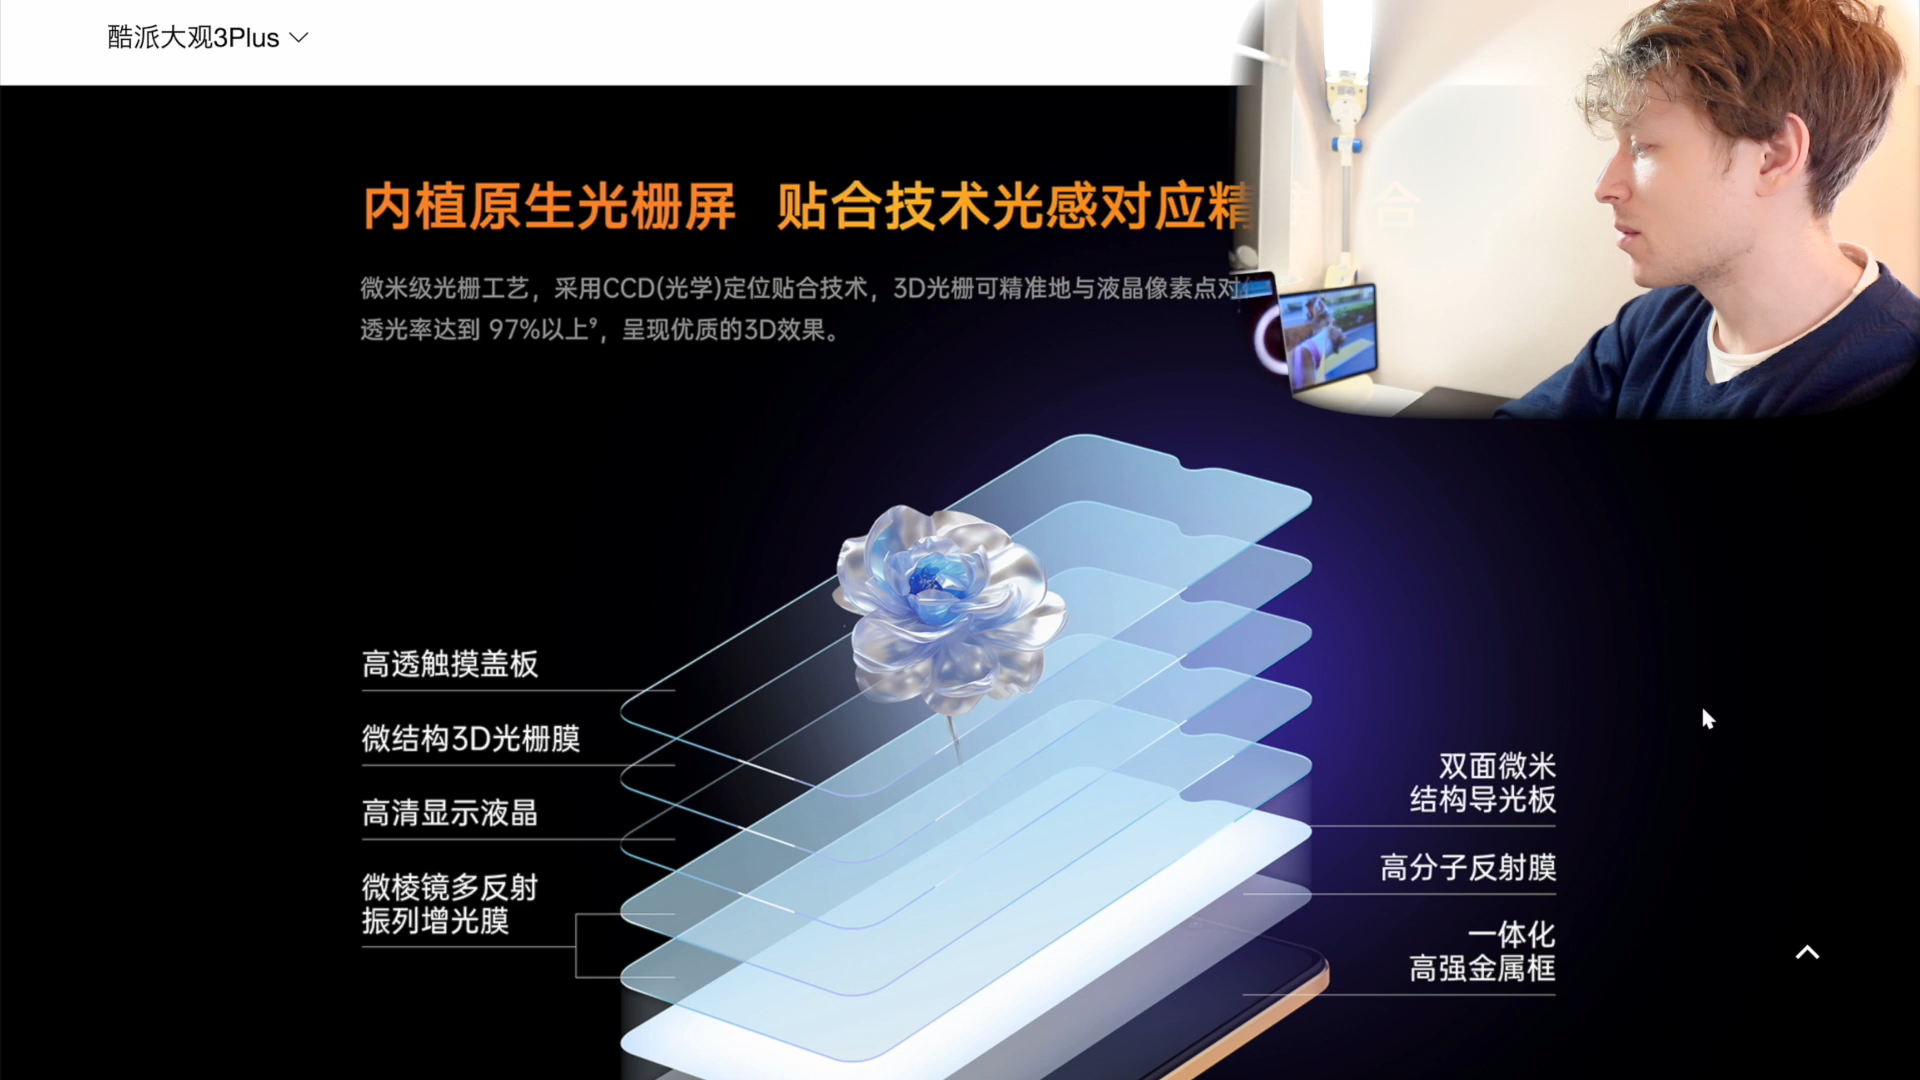 酷派大观3Plus
内植原生光栅屏 贴合技术光感对应精 合
微米级光栅工艺，采用CCD(光学)定位贴合技术，3D光栅可精准地与液晶像素点对
透光率达到 97%以上⁹，呈现优质的3D效果。
高透触摸盖板
微结构3D光栅膜
高清显示液晶
微棱镜多反射
振列增光膜
双面微米
结构导光板
高分子反射膜
一体化
高强金属框